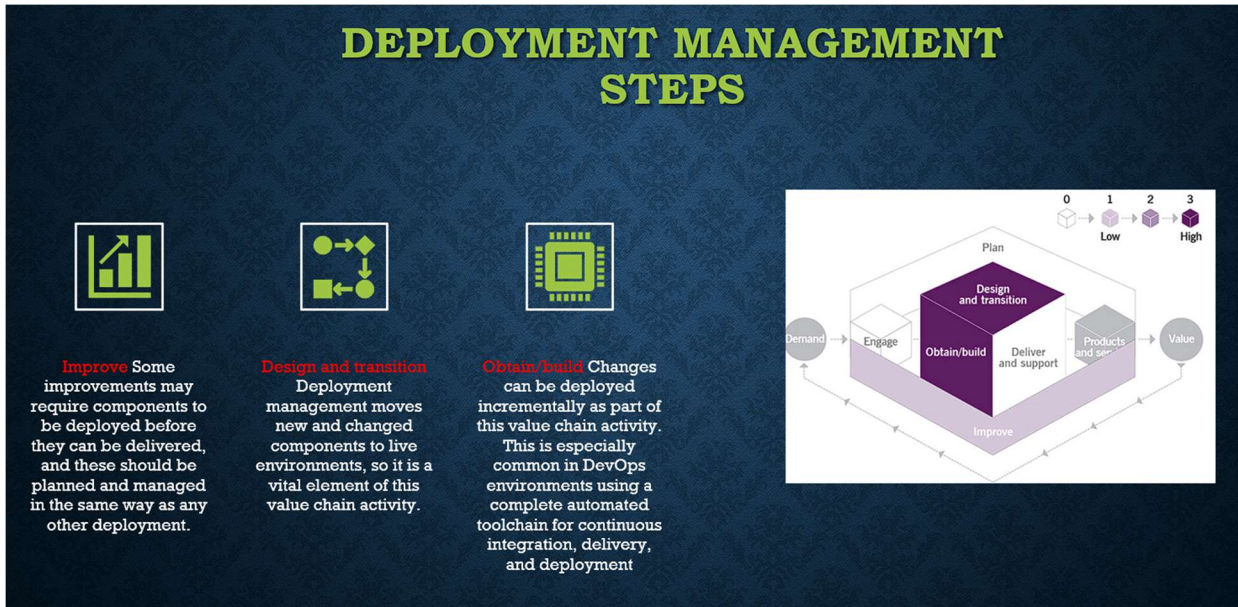 DEPLOYMENT MANAGEMENT
STEPS
Improve Some
improvements may
require components to
be deployed before
they can be delivered,
and these should be
planned and managed
in the same way as any
other deployment.
Design and transition
Deployment
management moves
new and changed
components to live
environments, so it is a
vital element of this
value chain activity.
Obtain/build Changes
can be deployed
incrementally as part of
this value chain activity.
This is especially
common in DevOps
environments using a
complete automated
toolchain for continuous
integration, delivery,
and deployment
0 1 2 3
Low High
Plan
Design
and transition
Demand
Engage
Obtain/build
Deliver
and support
Products
and
Value
Improve